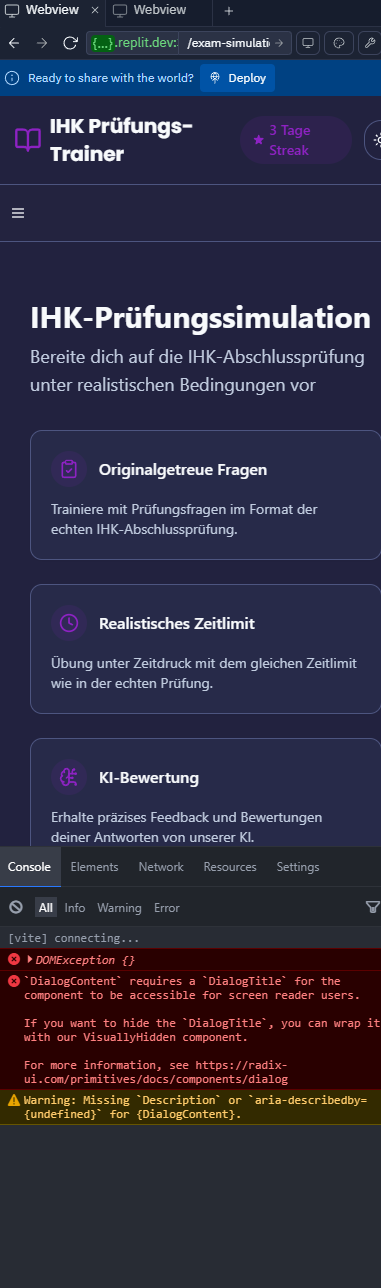 Webview
Webview
{...}.replit.dev:
/exam-simulati
Ready to share with the world?
Deploy
IHK Prüfungs-
Trainer
3 Tage
Streak
IHK-Prüfungssimulation
Bereite dich auf die IHK-Abschlussprüfung
unter realistischen Bedingungen vor
Originalgetreue Fragen
Trainiere mit Prüfungsfragen im Format der
echten IHK-Abschlussprüfung.
Realistisches Zeitlimit
Übung unter Zeitdruck mit dem gleichen Zeitlimit
wie in der echten Prüfung.
KI-Bewertung
Erhalte präzises Feedback und Bewertungen
deiner Antworten von unserer KI.
Console Elements Network Resources Settings
All Info Warning Error
[vite] connecting...
DOMException {}
`DialogContent` requires a `DialogTitle` for the
component to be accessible for screen reader users.
If you want to hide the `DialogTitle`, you can wrap it
with our VisuallyHidden component.
For more information, see https://radix-
ui.com/primitives/docs/components/dialog
Warning: Missing `Description` or `aria-describedby=
{undefined}` for {DialogContent}.